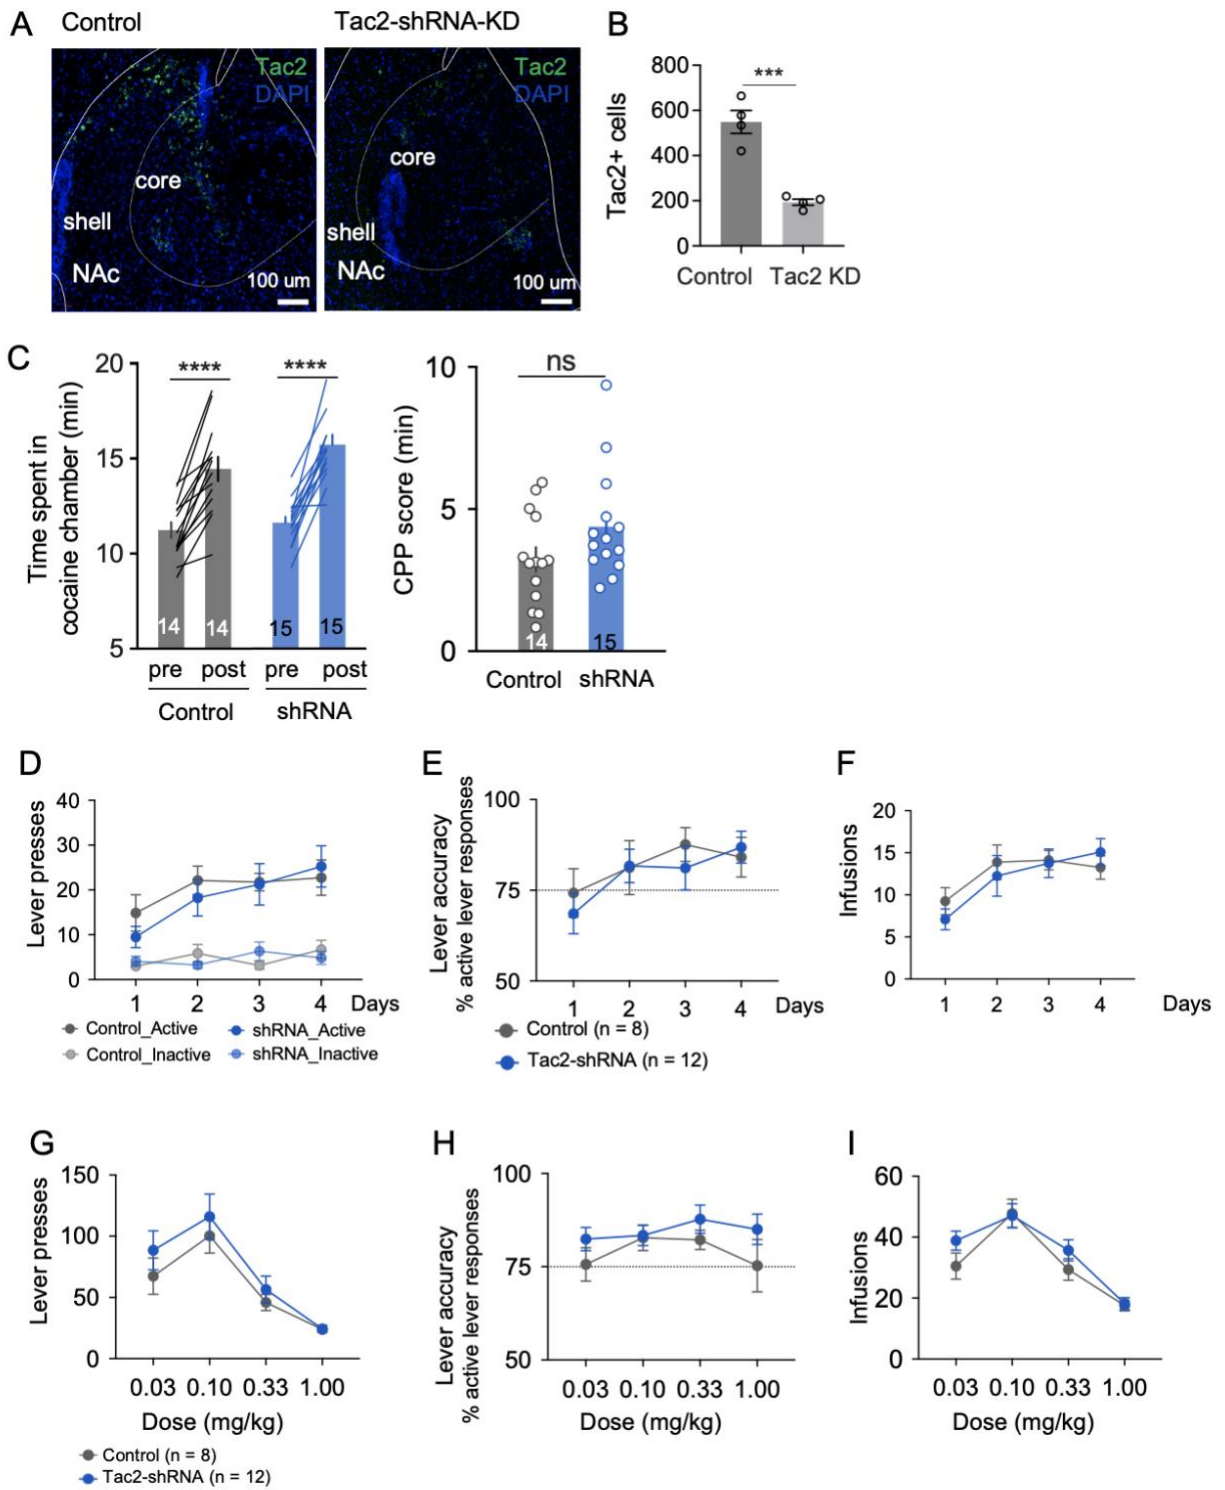 A
Control
Tac2-shRNA-KD
Tac2
DAPI
core
shell
NAc
100 um
Tac2
DAPI
core
shell
NAc
100 um
B
Tac2+ cells
800
600
400
200
0
***
Control
Tac2 KD
C
Time spent in
cocaine chamber (min)
20
15
10
5
****
****
14
14
15
15
pre
post
pre
post
Control
shRNA
CPP score (min)
10
5
0
ns
14
15
Control
shRNA
D
Lever presses
40
30
20
10
0
1 2 3 4 Days
Control_Active
shRNA_Active
Control_Inactive
shRNA_Inactive
E
Lever accuracy
% active lever responses
100
75
50
1 2 3 4 Days
Control (n = 8)
Tac2-shRNA (n = 12)
F
Infusions
20
15
10
5
0
1 2 3 4 Days
G
Lever presses
150
100
50
0
0.03 0.10 0.33 1.00
Dose (mg/kg)
Control (n = 8)
Tac2-shRNA (n = 12)
H
Lever accuracy
% active lever responses
100
75
50
0.03 0.10 0.33 1.00
Dose (mg/kg)
I
Infusions
60
40
20
0
0.03 0.10 0.33 1.00
Dose (mg/kg)